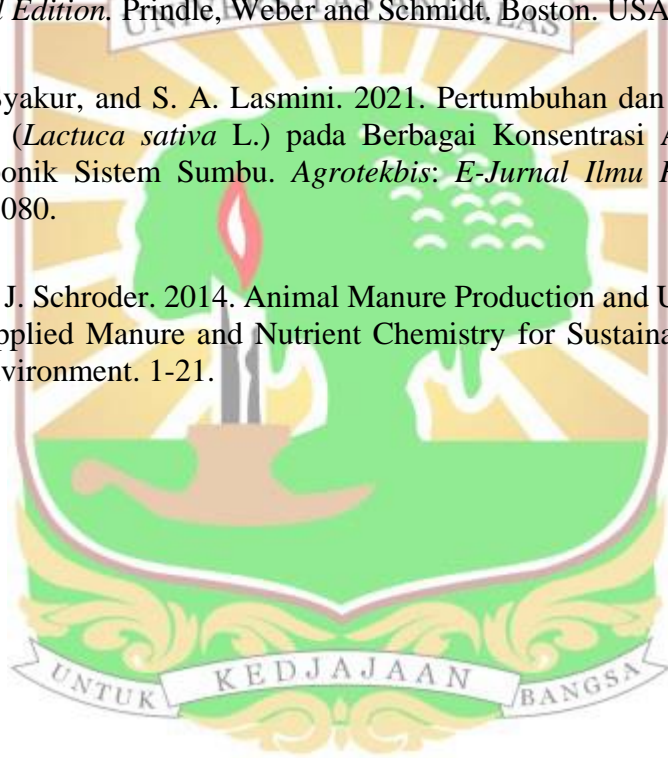 l Edition. Prindle, Weber and Schmidt. Boston. USA
yakur, and S. A. Lasmini. 2021. Pertumbuhan dan
(Lactuca sativa L.) pada Berbagai Konsentrasi A
onik Sistem Sumbu. Agrotekbis: E-Jurnal Ilmu P
080.
J. Schroder. 2014. Animal Manure Production and U
pplied Manure and Nutrient Chemistry for Sustaina
nvironment. 1-21.
UNTUK KEDJAJAAN BANGSA